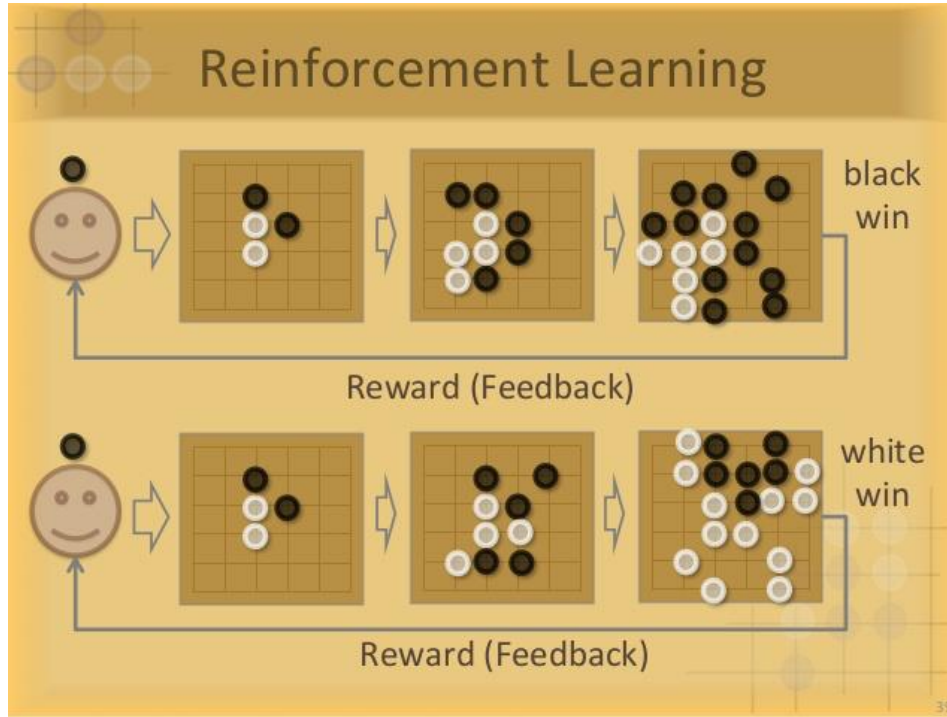 Reinforcement Learning
black
win
Reward (Feedback)
white
win
Reward (Feedback)